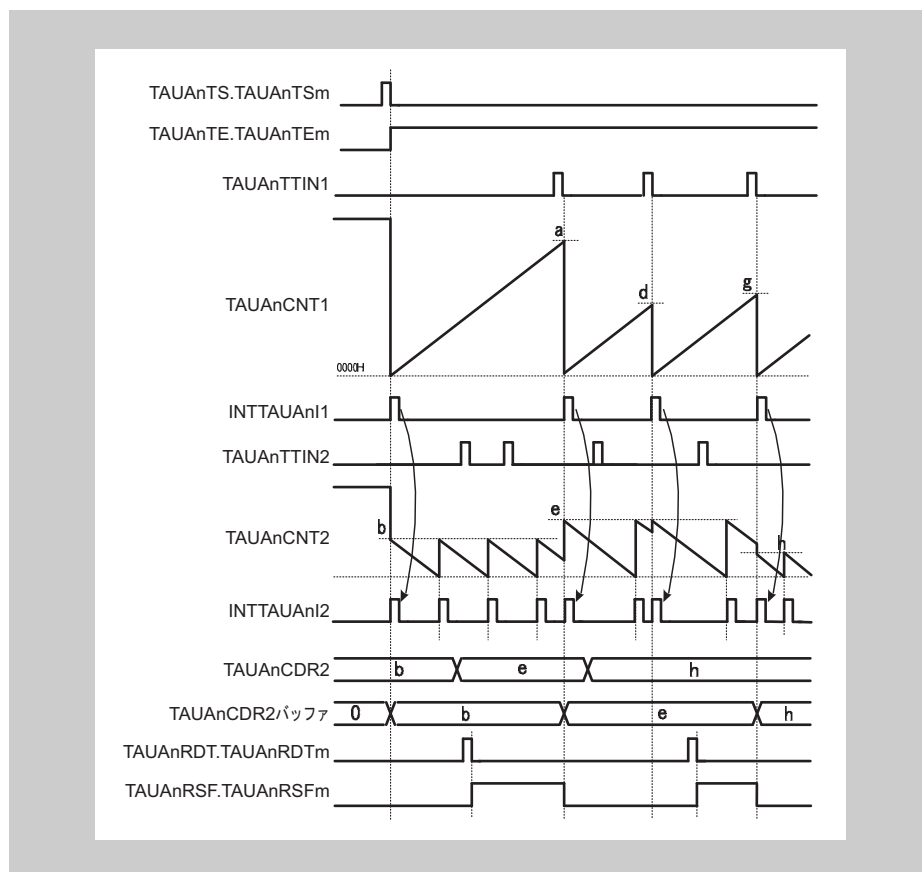 TAUAnTS.TAUAnTSm
TAUAnTE.TAUAnTEm
TAUAnTTIN1
a
d
g
TAUAnCNT1
0000H
INTTAUAnI1
TAUAnTTIN2
b
e
h
TAUAnCNT2
INTTAUAnI2
TAUAnCDR2
b
e
h
TAUAnCDR2バッファ
0
b
e
h
TAUAnRDT.TAUAnRDTm
TAUAnRSF.TAUAnRSFm